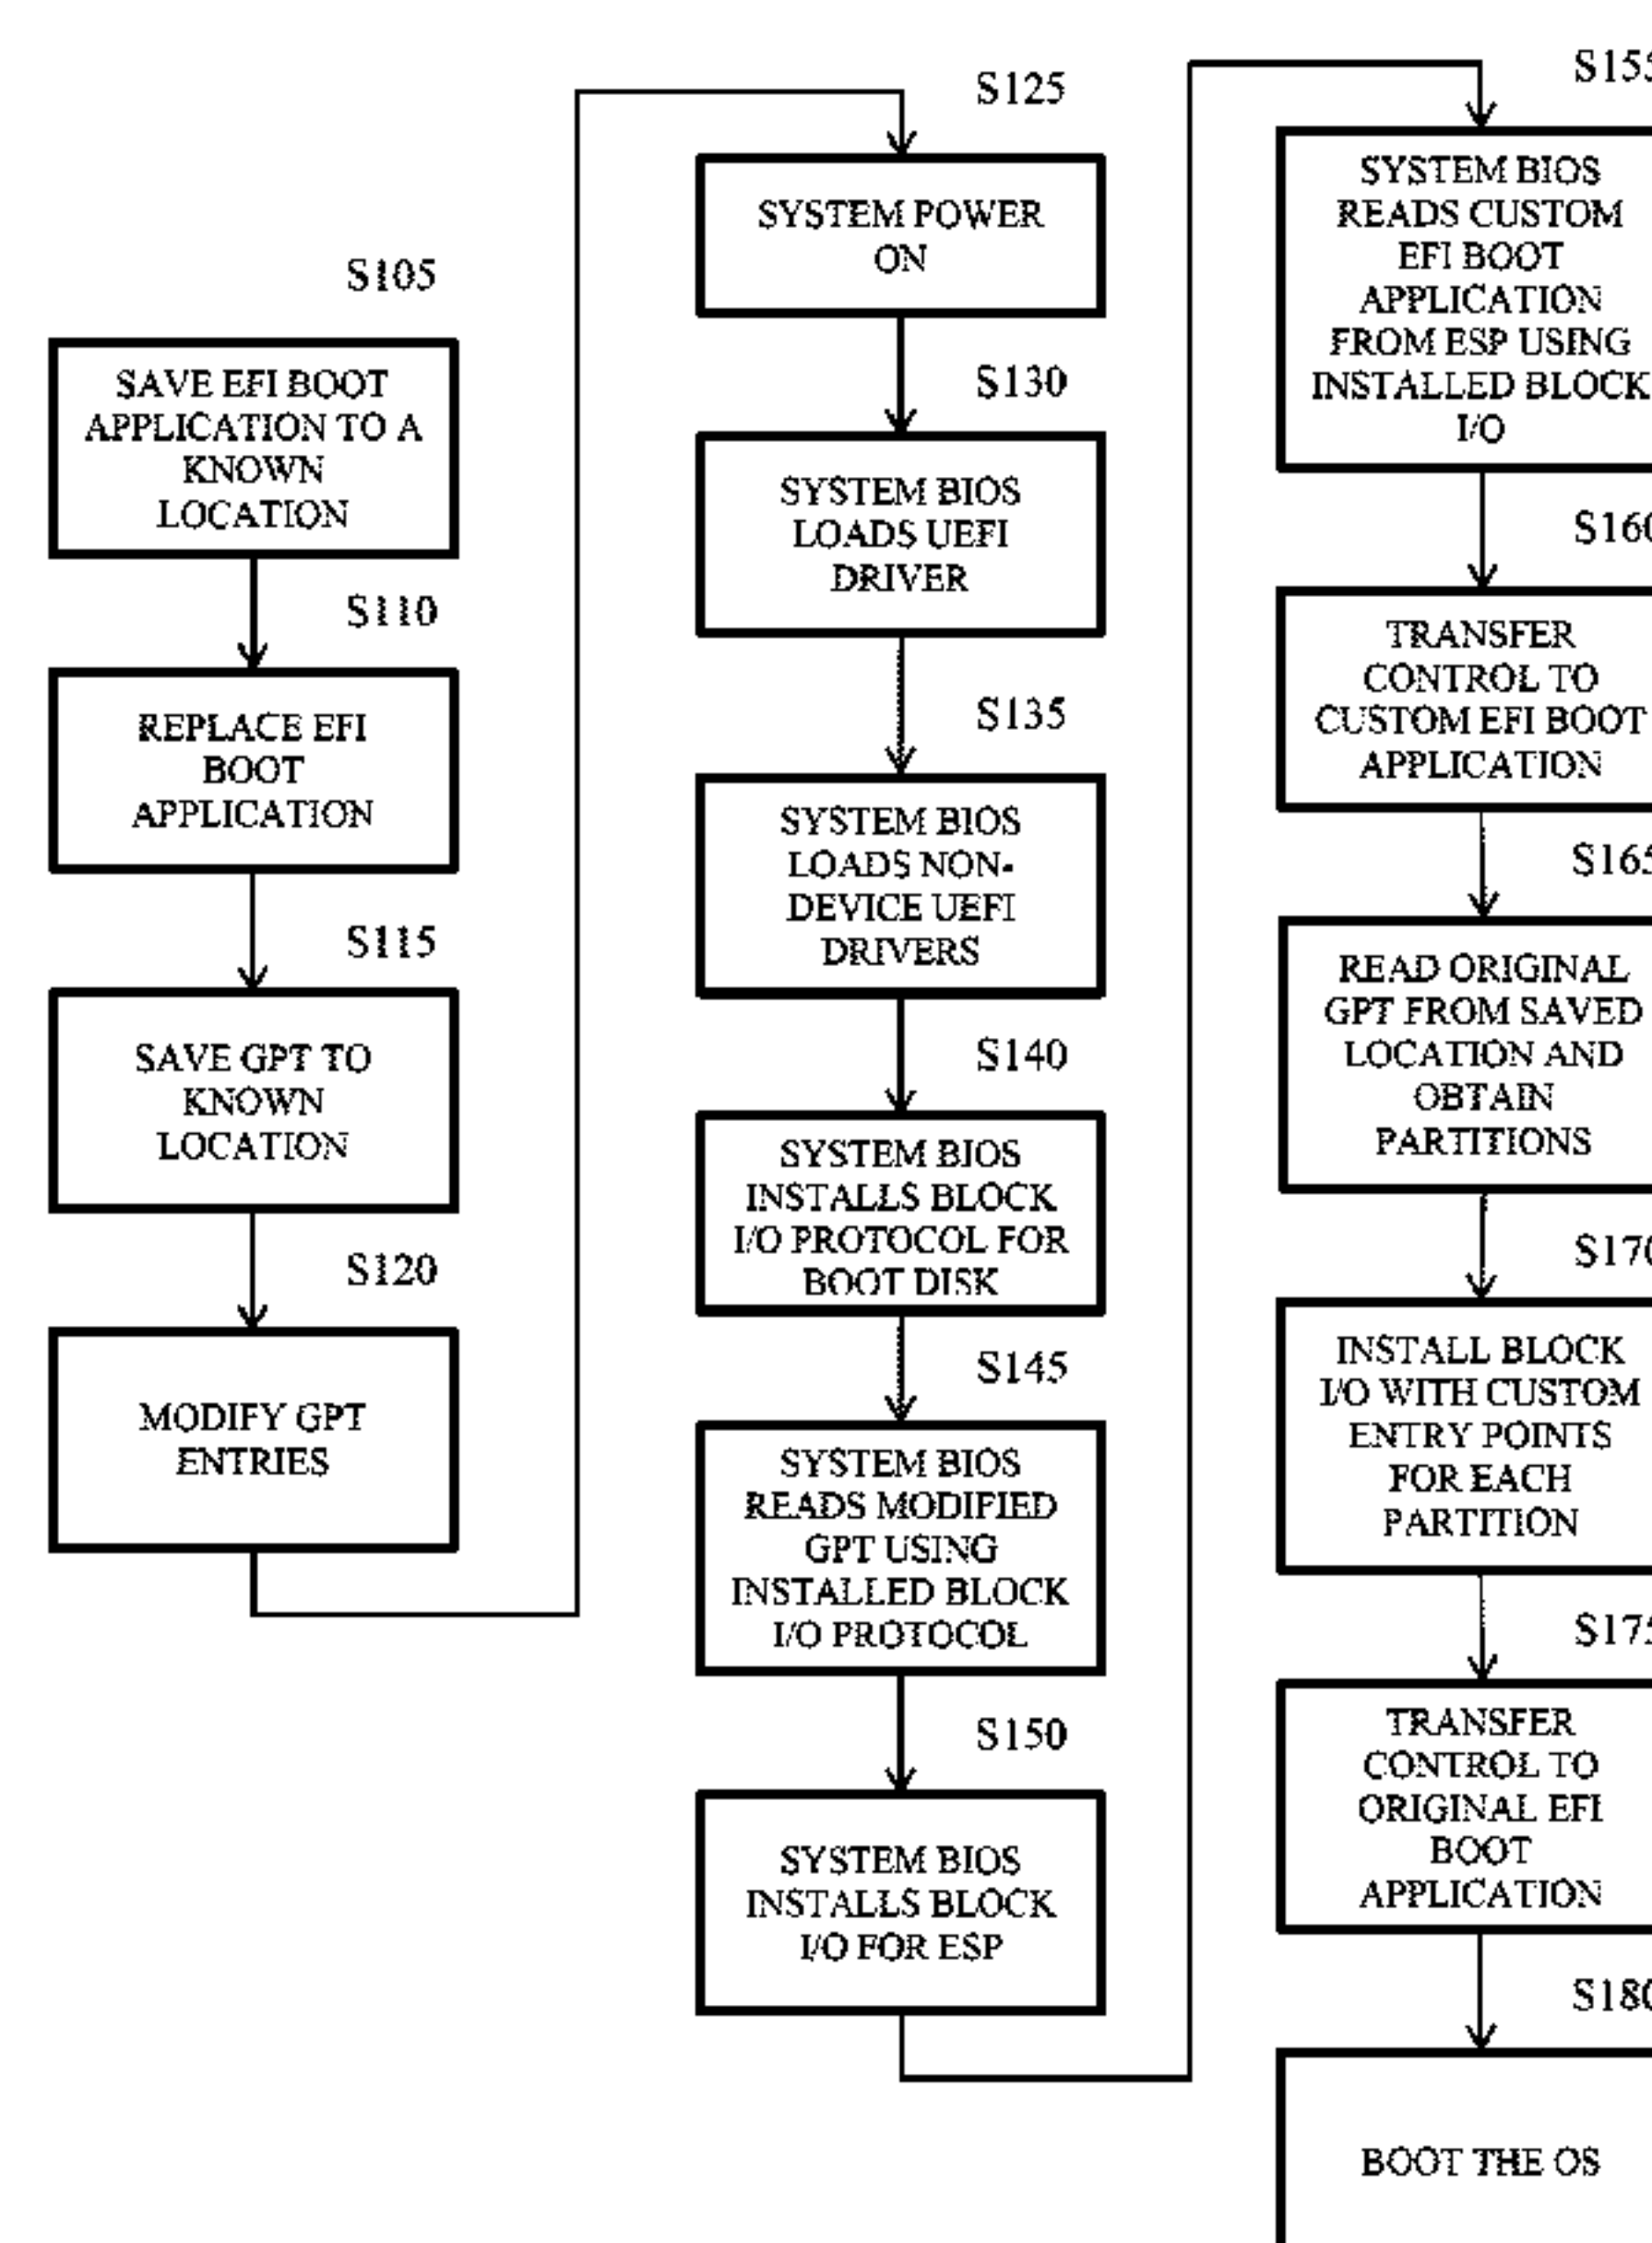 S105
SAVE EFI BOOT
APPLICATION TO A
KNOWN
LOCATION
S110
REPLACE EFI
BOOT
APPLICATION
S115
SAVE GPT TO
KNOWN
LOCATION
S120
MODIFY GPT
ENTRIES
S125
SYSTEM POWER
ON
S130
SYSTEM BIOS
LOADS UEFI
DRIVER
S135
SYSTEM BIOS
LOADS NON-
DEVICE UEFI
DRIVERS
S140
SYSTEM BIOS
INSTALLS BLOCK
I/O PROTOCOL FOR
BOOT DISK
S145
SYSTEM BIOS
READS MODIFIED
GPT USING
INSTALLED BLOCK
I/O PROTOCOL
S150
SYSTEM BIOS
INSTALLS BLOCK
I/O FOR ESP
S155
SYSTEM BIOS
READS CUSTOM
EFI BOOT
APPLICATION
FROM ESP USING
INSTALLED BLOCK
I/O
S160
TRANSFER
CONTROL TO
CUSTOM EFI BOOT
APPLICATION
S165
READ ORIGINAL
GPT FROM SAVED
LOCATION AND
OBTAIN
PARTITIONS
S170
INSTALL BLOCK
I/O WITH CUSTOM
ENTRY POINTS
FOR EACH
PARTITION
S175
TRANSFER
CONTROL TO
ORIGINAL EFI
BOOT
APPLICATION
S180
BOOT THE OS